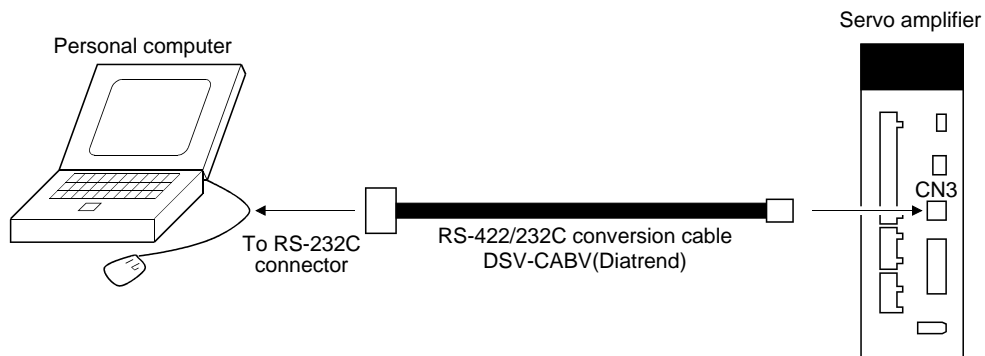 Servo amplifier
Personal computer
CN3
To RS-232C
connector
RS-422/232C conversion cable
DSV-CABV(Diatrend)